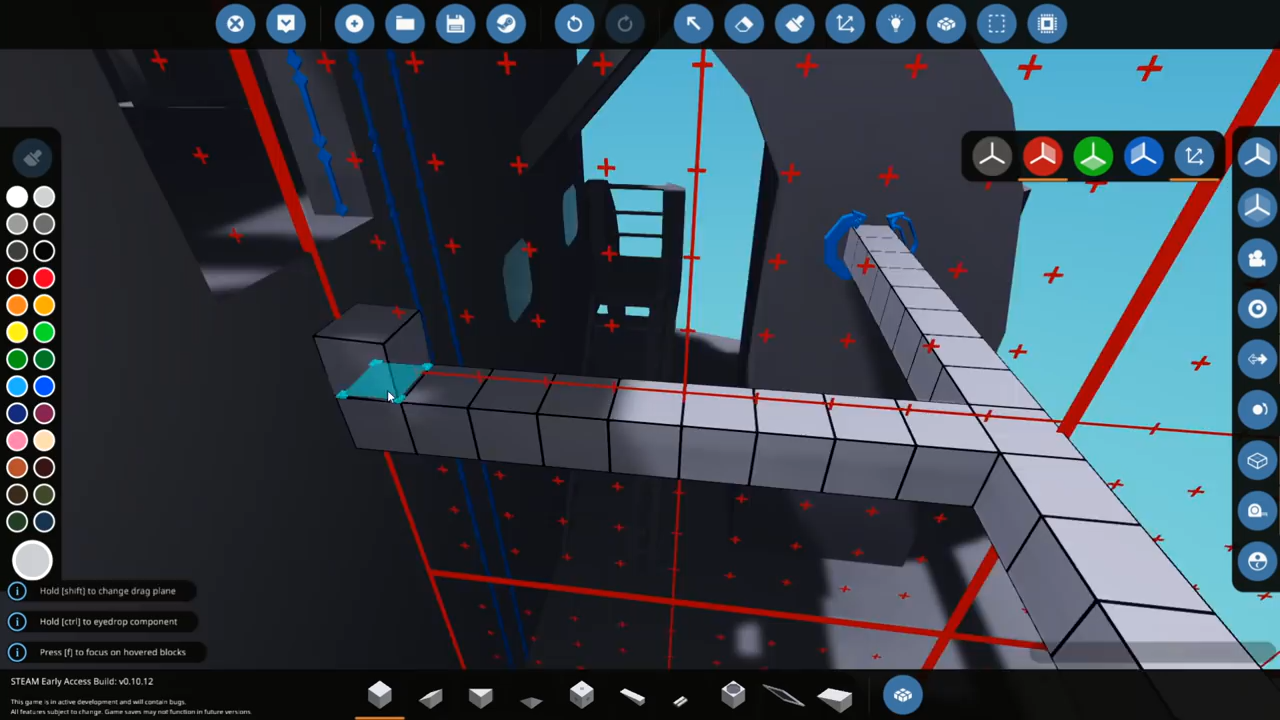 Hold [shift] to change drag plane
Hold [ctrl] to eyedrop component
Press [f] to focus on hovered blocks
STEAM Early Access Build: v0.10.12
This game is in active development and will contain bugs.
All features subject to change. Game saves may not function in future versions